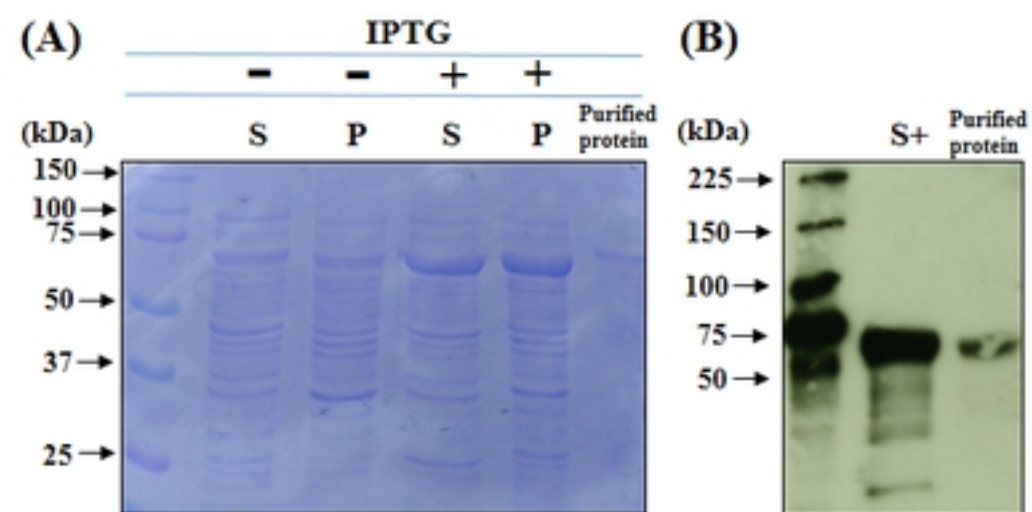 (A)
IPTG
- - + +
(kDa) S P S P Purified protein
150
100
75
50
37
25
(B)
(kDa) S+ Purified protein
225
150
100
75
50